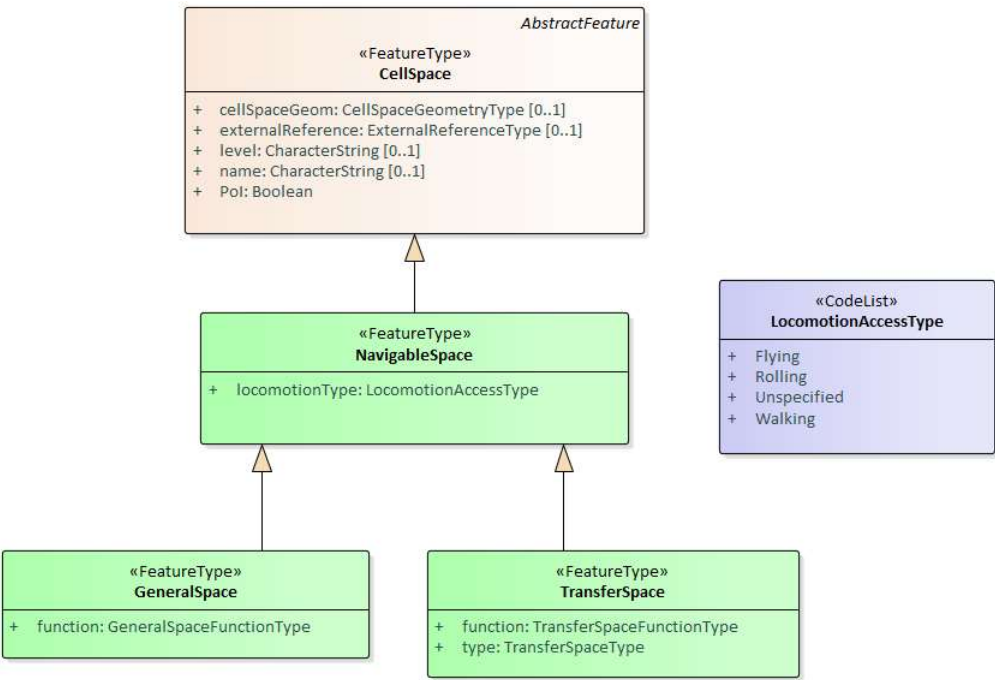 AbstractFeature
«FeatureType»
CellSpace
+ cellSpaceGeom: CellSpaceGeometryType [0..1]
+ externalReference: ExternalReferenceType [0..1]
+ level: CharacterString [0..1]
+ name: CharacterString [0..1]
+ PoI: Boolean
«FeatureType»
NavigableSpace
+ locomotionType: LocomotionAccessType
«CodeList»
LocomotionAccessType
+ Flying
+ Rolling
+ Unspecified
+ Walking
«FeatureType»
GeneralSpace
+ function: GeneralSpaceFunctionType
«FeatureType»
TransferSpace
+ function: TransferSpaceFunctionType
+ type: TransferSpaceType